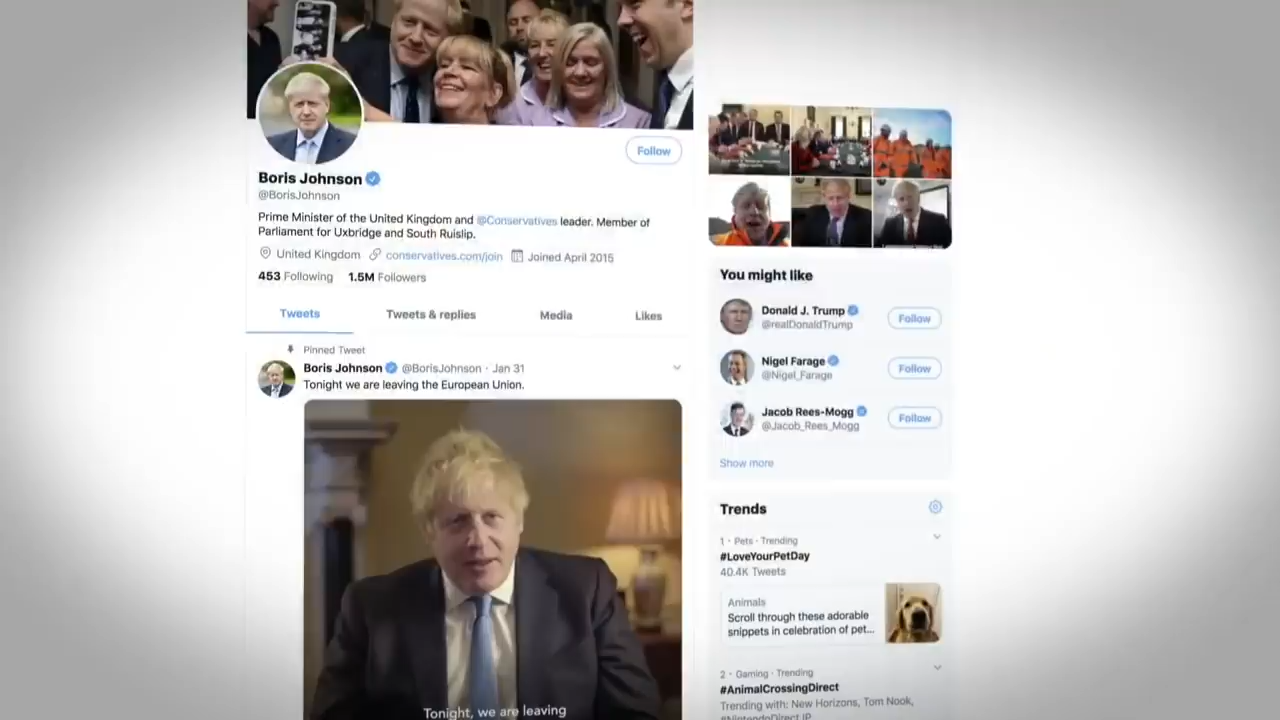 Follow
Boris Johnson
@BorisJohnson
Prime Minister of the United Kingdom and @Conservatives leader. Member of
Parliament for Uxbridge and South Ruislip.
United Kingdom conservatives.com/join Joined April 2015
453 Following 1.5M Followers
Tweets Tweets & replies Media Likes
Pinned Tweet
Boris Johnson @BorisJohnson · Jan 31
Tonight we are leaving the European Union.
Tonight, we are leaving
You might like
Donald J. Trump
@realDonaldTrump
Follow
Nigel Farage
@Nigel_Farage
Follow
Jacob Rees-Mogg
@Jacob_Rees_Mogg
Follow
Show more
Trends
1 · Pets · Trending
#LoveYourPetDay
40.4K Tweets
Animals
Scroll through these adorable
snippets in celebration of pet...
2 · Gaming · Trending
#AnimalCrossingDirect
Trending with: New Horizons, Tom Nook,
#NintendoDirect JP